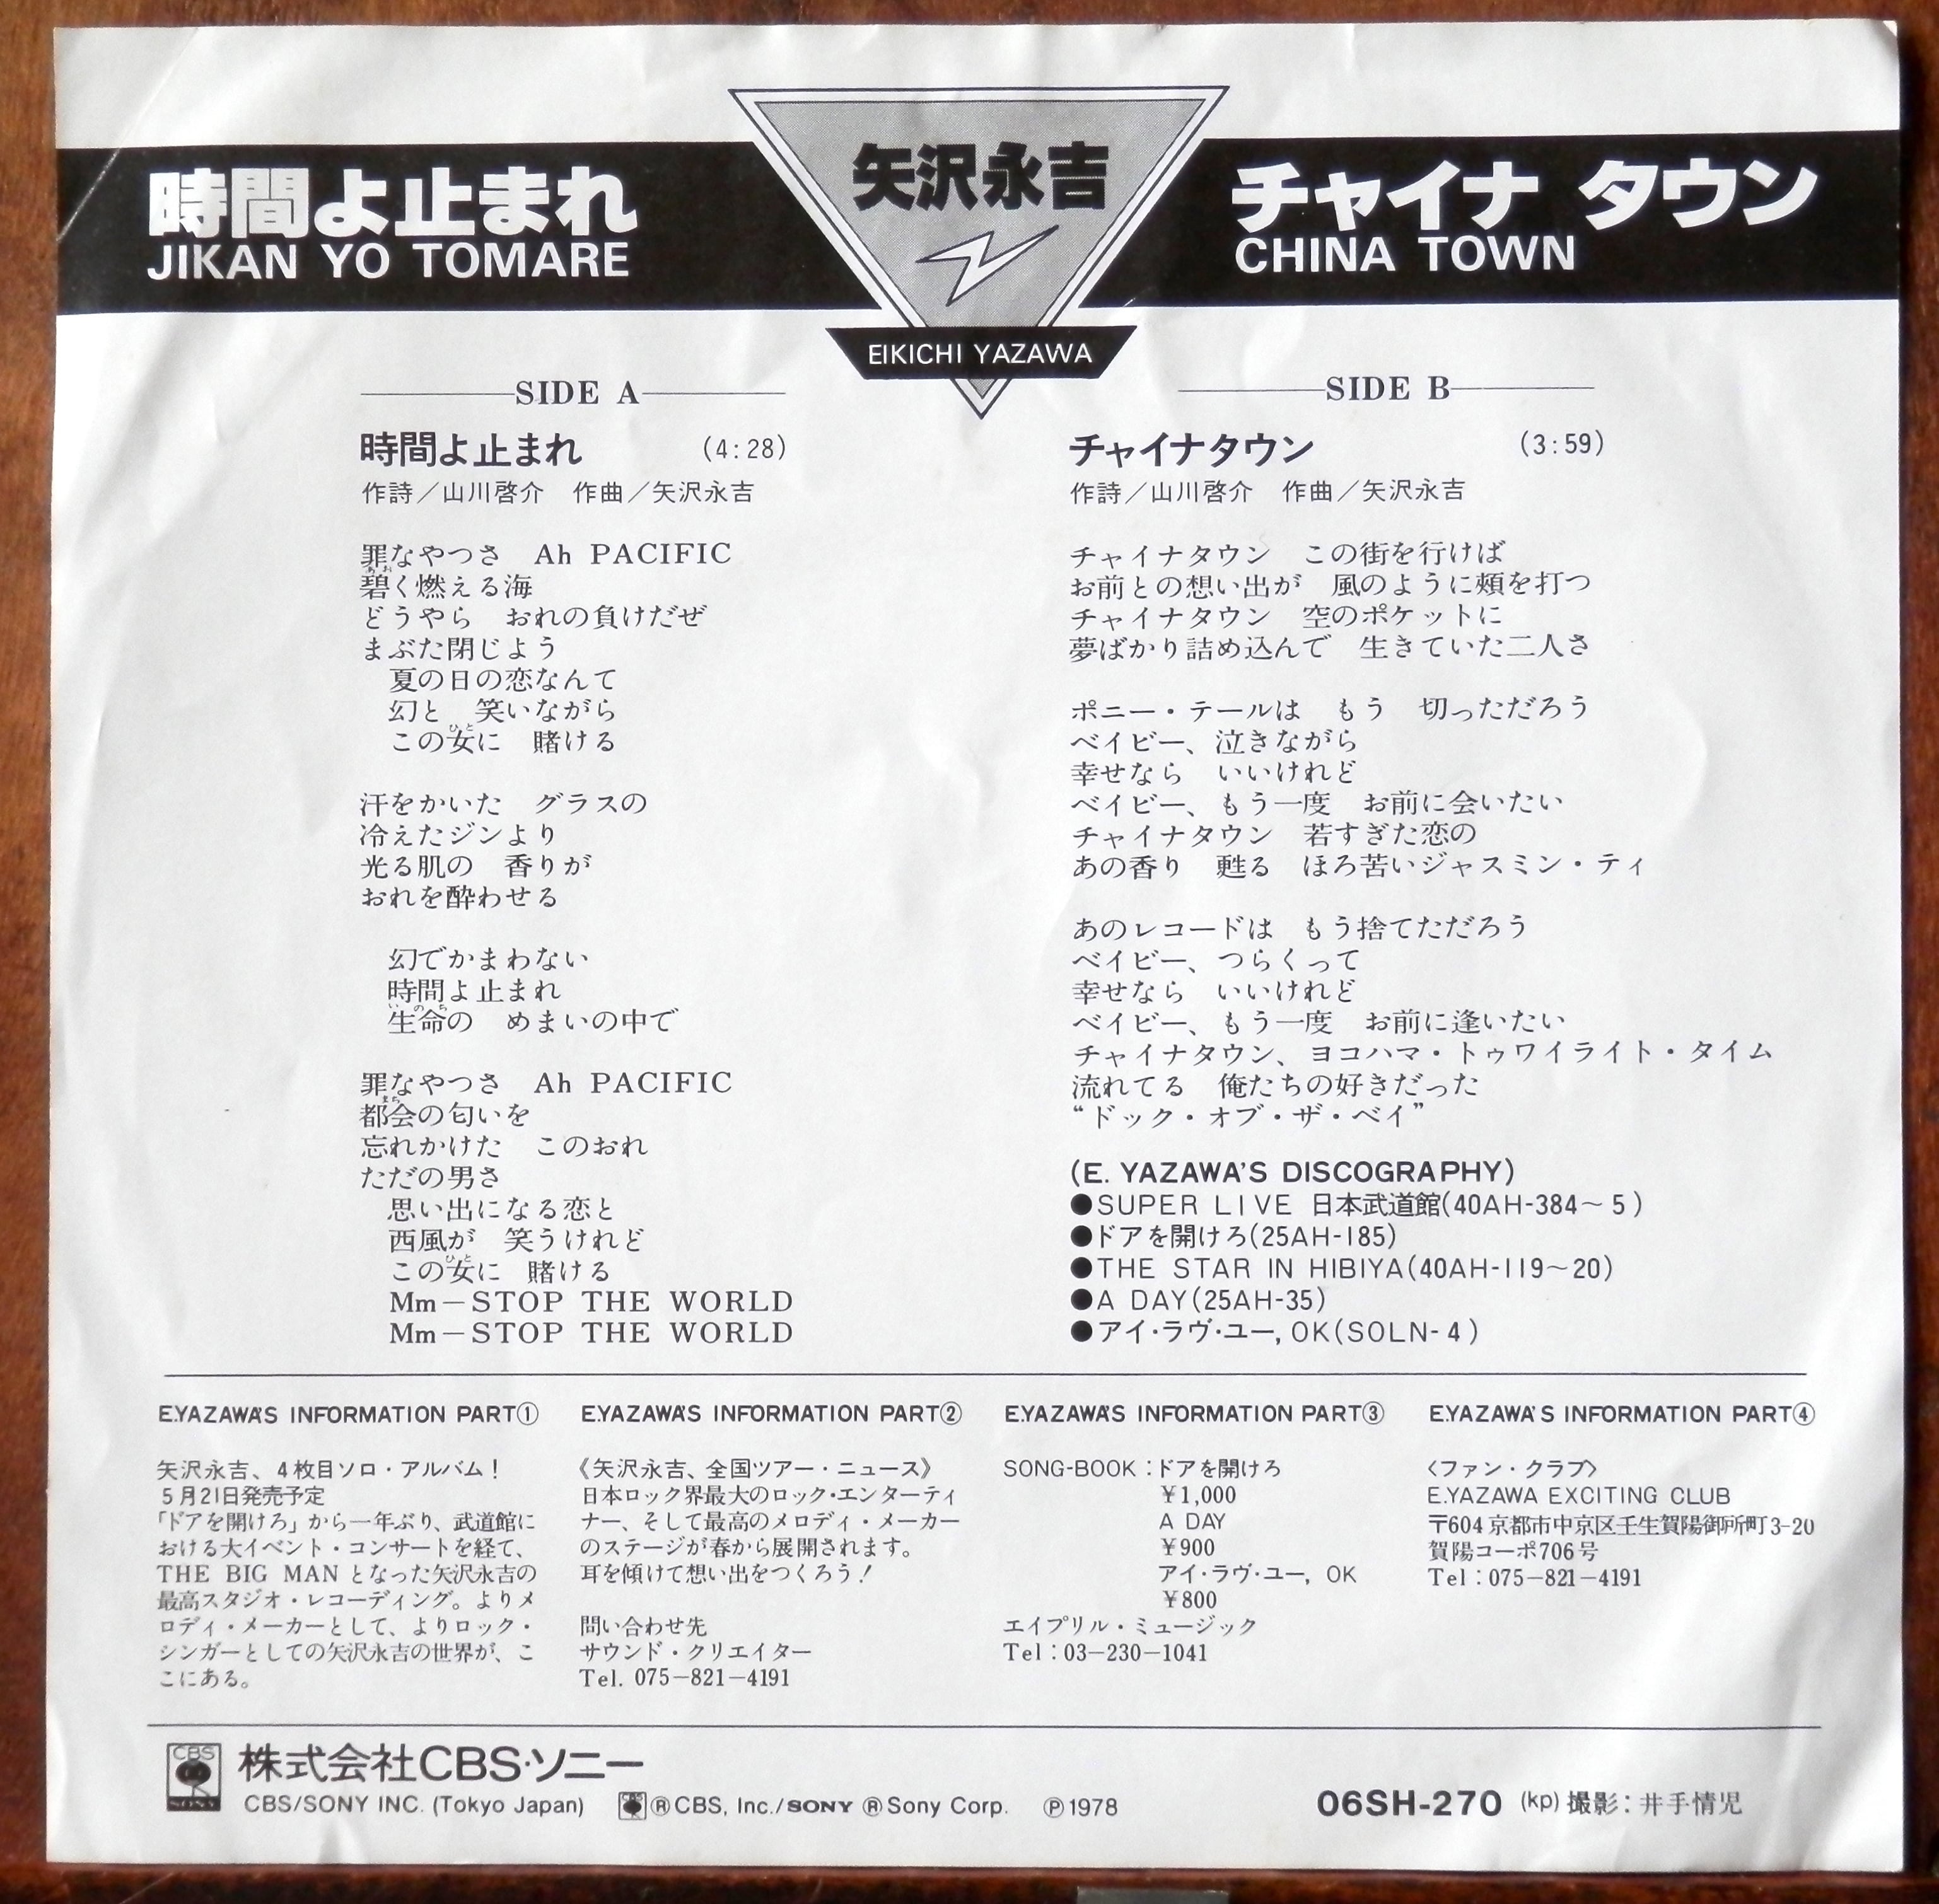 矢沢永吉
時間よ止まれ
JIKAN YO TOMARE
チャイナ タウン
CHINA TOWN
EIKICHI YAZAWA
SIDE A
時間よ止まれ (4:28)
作詩／山川啓介 作曲／矢沢永吉
罪なやつさ Ah PACIFIC
碧く燃える海
どうやら おれの負けだぜ
まぶた閉じよう
夏の日の恋なんて
幻と 笑いながら
この女に 賭ける
汗をかいた グラスの
冷えたジンより
光る肌の 香りが
おれを酔わせる
幻でかまわない
時間よ止まれ
生命の めまいの中で
罪なやつさ Ah PACIFIC
都会の匂いを
忘れかけた このおれ
ただの男さ
思い出になる恋と
西風が 笑うけれど
この女に 賭ける
Mm－STOP THE WORLD
Mm－STOP THE WORLD
SIDE B
チャイナタウン (3:59)
作詩／山川啓介 作曲／矢沢永吉
チャイナタウン この街を行けば
お前との想い出が 風のように頰を打つ
チャイナタウン 空のポケットに
夢ばかり詰め込んで 生きていた二人さ
ポニー・テールは もう 切っただろう
ベイビー、泣きながら
幸せなら いいけれど
ベイビー、もう一度 お前に会いたい
チャイナタウン 若すぎた恋の
あの香り 甦る ほろ苦いジャスミン・ティ
あのレコードは もう捨てただろう
ベイビー、つらくって
幸せなら いいけれど
ベイビー、もう一度 お前に逢いたい
チャイナタウン、ヨコハマ・トゥワイライト・タイム
流れてる 俺たちの好きだった
“ドック・オブ・ザ・ベイ”
(E. YAZAWA'S DISCOGRAPHY)
●SUPER LIVE 日本武道館(40AH-384～5)
●ドアを開けろ(25AH-185)
●THE STAR IN HIBIYA(40AH-119～20)
●A DAY(25AH-35)
●アイ・ラヴ・ユー, OK(SOLN-4)
E.YAZAWA'S INFORMATION PART①
矢沢永吉、4枚目ソロ・アルバム！
5月21日発売予定
「ドアを開けろ」から一年ぶり、武道館に
おける大イベント・コンサートを経て、
THE BIG MAN となった矢沢永吉の
最高スタジオ・レコーディング。よりメ
ロディ・メーカーとして、よりロック・
シンガーとしての矢沢永吉の世界が、こ
こにある。
E.YAZAWA'S INFORMATION PART②
《矢沢永吉、全国ツアー・ニュース》
日本ロック界最大のロック・エンターティ
ナー、そして最高のメロディ・メーカー
のステージが春から展開されます。
耳を傾けて想い出をつくろう！
問い合わせ先
サウンド・クリエイター
Tel. 075－821－4191
E.YAZAWA'S INFORMATION PART③
SONG-BOOK：ドアを開けろ
￥1,000
A DAY
￥900
アイ・ラヴ・ユー, OK
￥800
エイプリル・ミュージック
Tel：03－230－1041
E.YAZAWA'S INFORMATION PART④
〈ファン・クラブ〉
E.YAZAWA EXCITING CLUB
〒604 京都市中京区壬生賀陽御所町3-20
賀陽コーポ706号
Tel：075－821－4191
CBS
SONY
株式会社CBS・ソニー
CBS/SONY INC. (Tokyo Japan) ®CBS, Inc./SONY ®Sony Corp. ℗1978
06SH-270 (kp) 撮影：井手情児